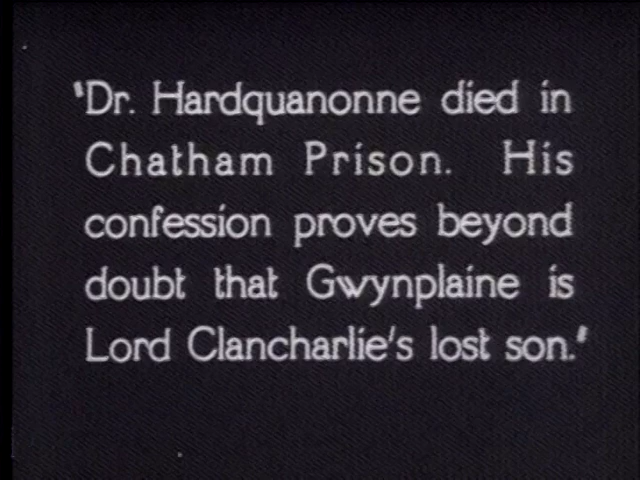 "Dr. Hardquanonne died in
Chatham Prison. His
confession proves beyond
doubt that Gwynplaine is
Lord Clancharlie's lost son."